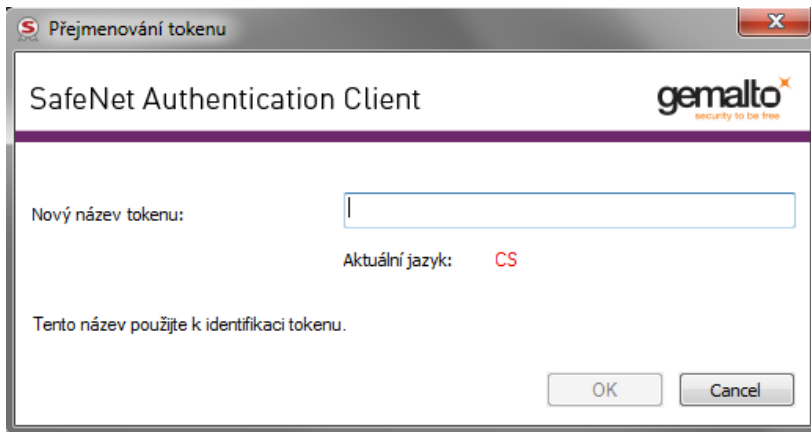 Přejmenování tokenu
SafeNet Authentication Client
gemalto
security to be free
Nový název tokenu:
Aktuální jazyk: CS
Tento název použijte k identifikaci tokenu.
OK Cancel